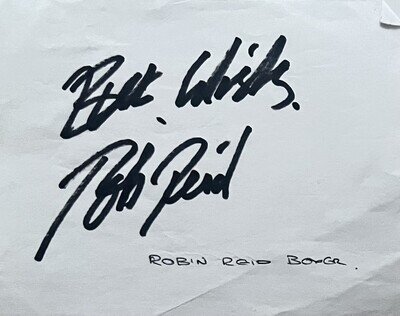 Best Wishes.
Rob Reid
ROBIN REID BOXER.